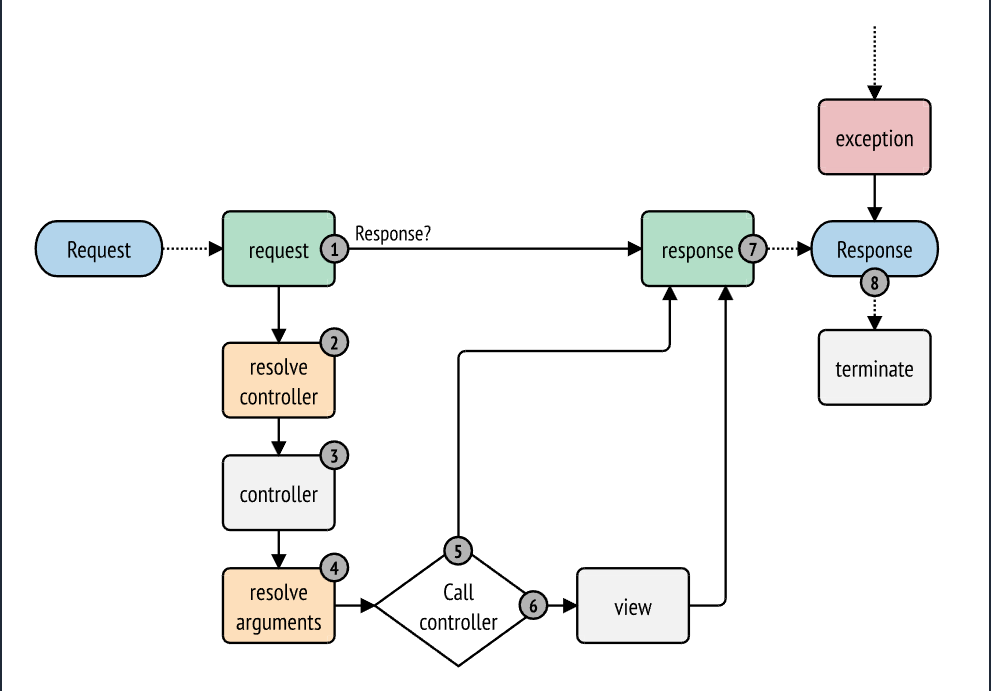 exception
Request
request
1
Response?
response
7
Response
8
2
resolve
controller
terminate
3
controller
4
resolve
arguments
5
Call
controller
6
view